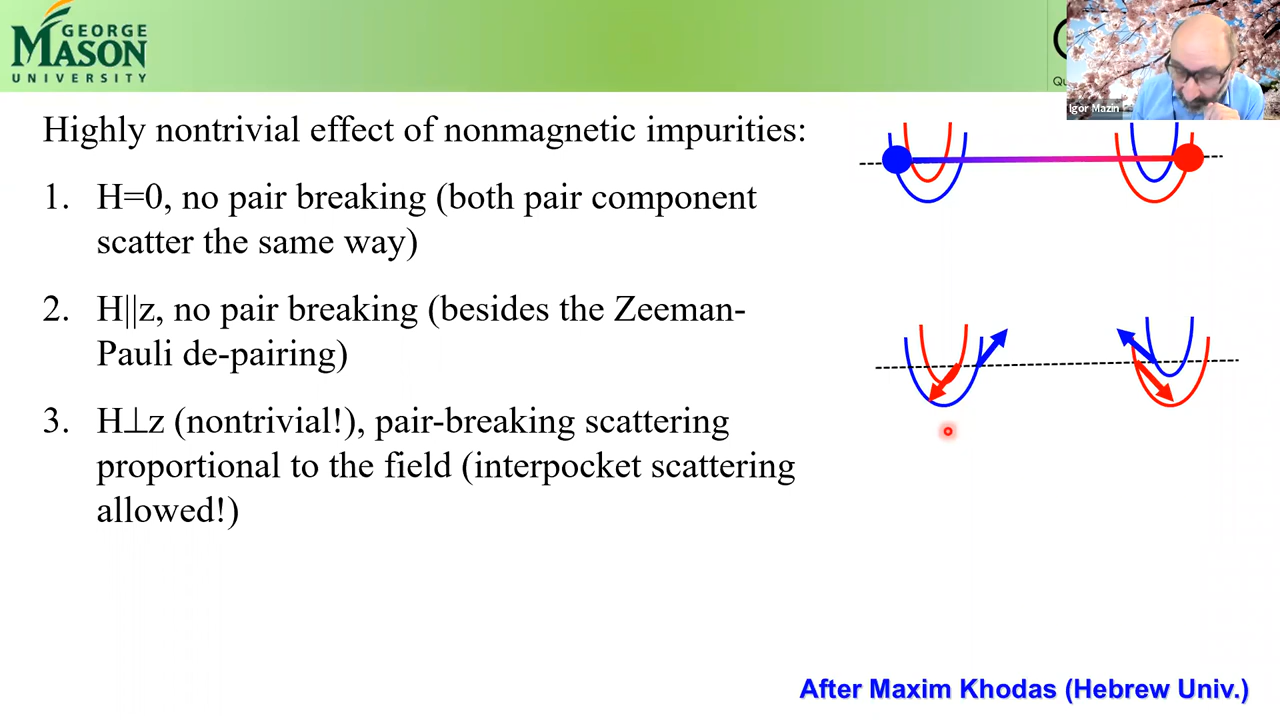 GEORGE
MASON
UNIVERSITY
Igor Mazin
Highly nontrivial effect of nonmagnetic impurities:
1. H=0, no pair breaking (both pair component
scatter the same way)
2. H||z, no pair breaking (besides the Zeeman-
Pauli de-pairing)
3. H⊥z (nontrivial!), pair-breaking scattering
proportional to the field (interpocket scattering
allowed!)
After Maxim Khodas (Hebrew Univ.)